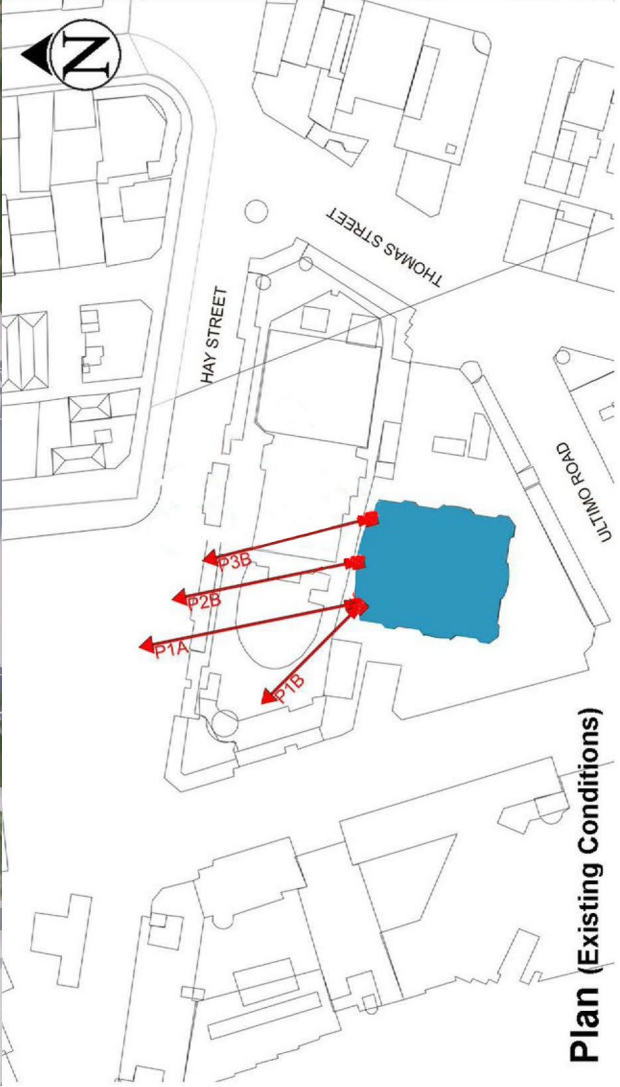 N
THOMAS STREET
HAY STREET
ULTIMO ROAD
P3B
P2B
P1A
P1B
Plan (Existing Conditions)